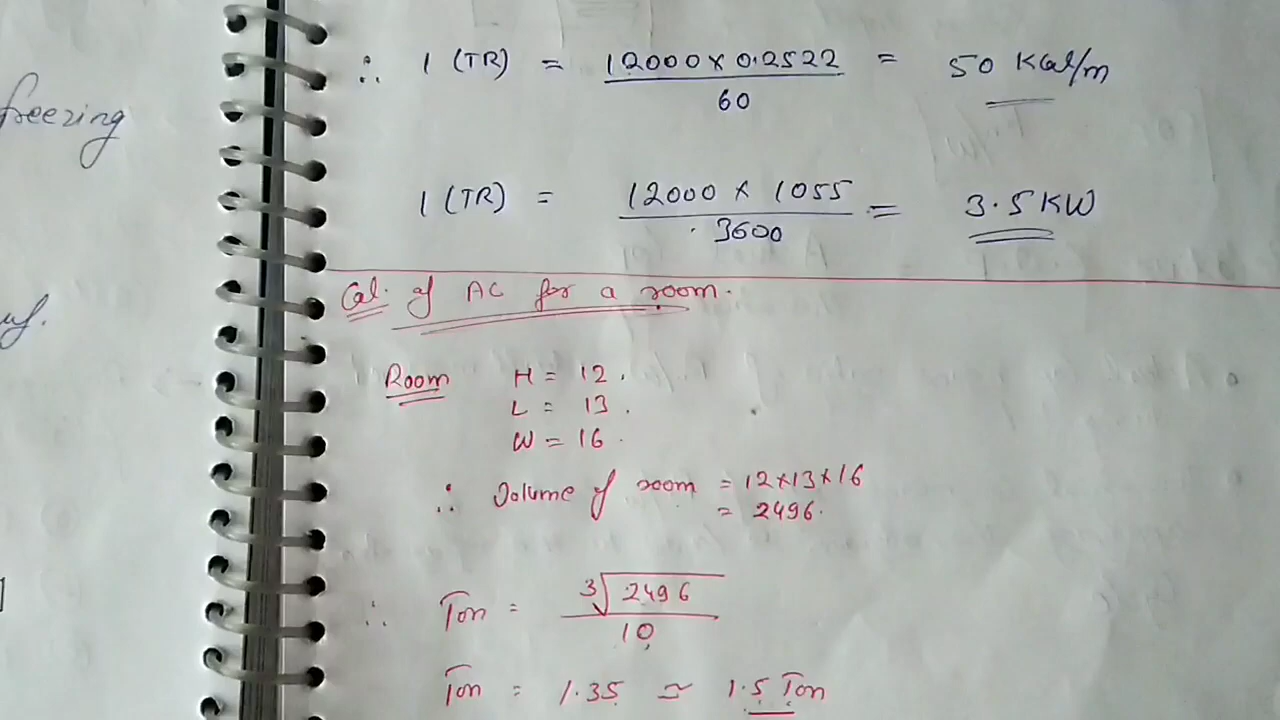 ∴ 1 (TR) = 12000 x 0.2522 / 60 = 50 KCal/m
freezing
1 (TR) = 12000 x 1055 / 3600 = 3.5 KW
Cal. of AC for a room.
Room H = 12.
L = 13.
W = 16.
∴ Volume of room = 12x13x16
= 2496.
∴ Ton = ∛2496 / 10
Ton = 1.35 ≃ 1.5 Ton